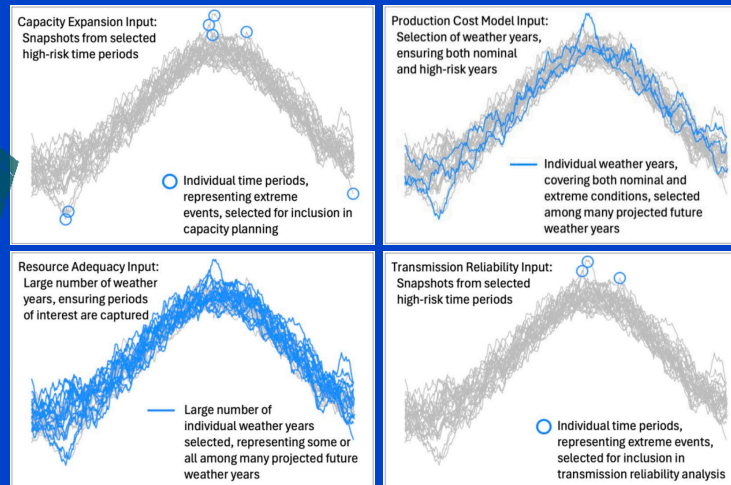 Capacity Expansion Input:
Snapshots from selected
high-risk time periods
Individual time periods,
representing extreme
events, selected for inclusion in
capacity planning
Production Cost Model Input:
Selection of weather years,
ensuring both nominal
and high-risk years
Individual weather years,
covering both nominal and
extreme conditions, selected
among many projected future
weather years
Resource Adequacy Input:
Large number of weather
years, ensuring periods
of interest are captured
Large number of
individual weather years
selected, representing some or
all among many projected future
weather years
Transmission Reliability Input:
Snapshots from selected
high-risk time periods
Individual time periods,
representing extreme events,
selected for inclusion in
transmission reliability analysis